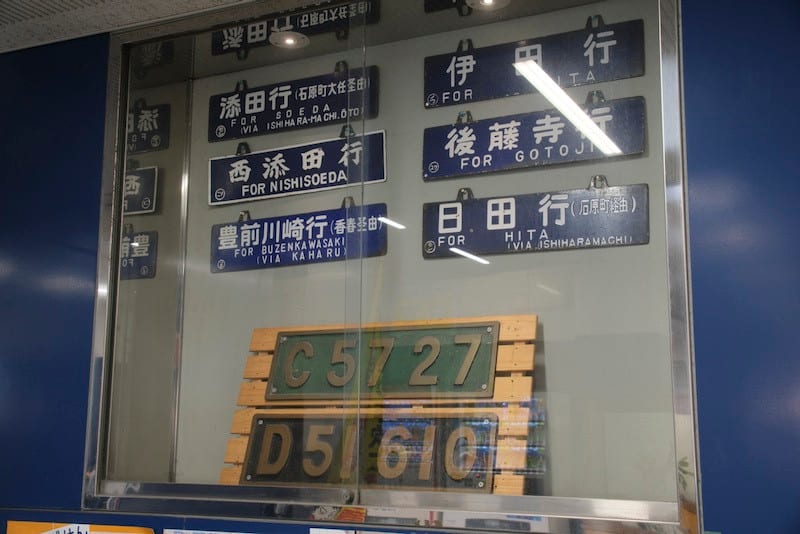 添田行(石原町大任圣由)
FOR SOEDA
(VIA ISHIHARA-MACHI.OTO)
西添田行
FOR NISHISOEDA
豊前川崎行(香春圣由)
FOR BUZENKAWASAKI
(VIA KAHARU)
伊田行
FOR ITA
後藤寺行
FOR GOTOJI
日田行(石原町経由)
FOR HITA
(VIA.ISHIHARAMACHI)
C5727
D51610